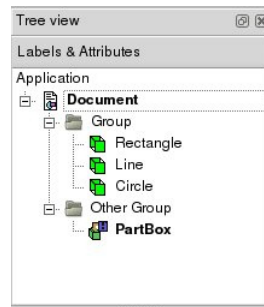 Tree view
Labels & Attributes
Application
Document
Group
Rectangle
Line
Circle
Other Group
PartBox